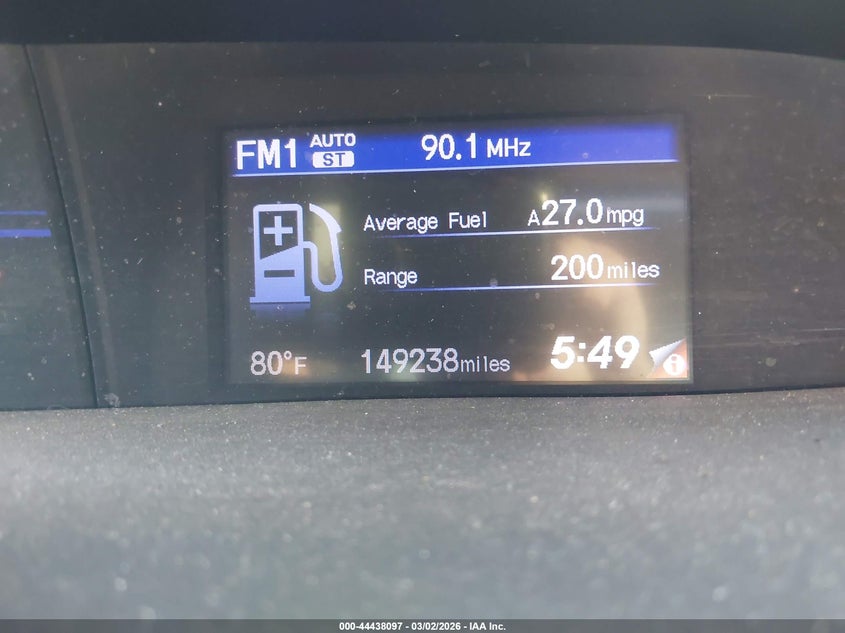 FM1 AUTO ST 90.1 MHz
Average Fuel A27.0mpg
Range 200miles
80°F 149238miles 5:49 i
000-44438097 - 03/02/2026 - IAA Inc.